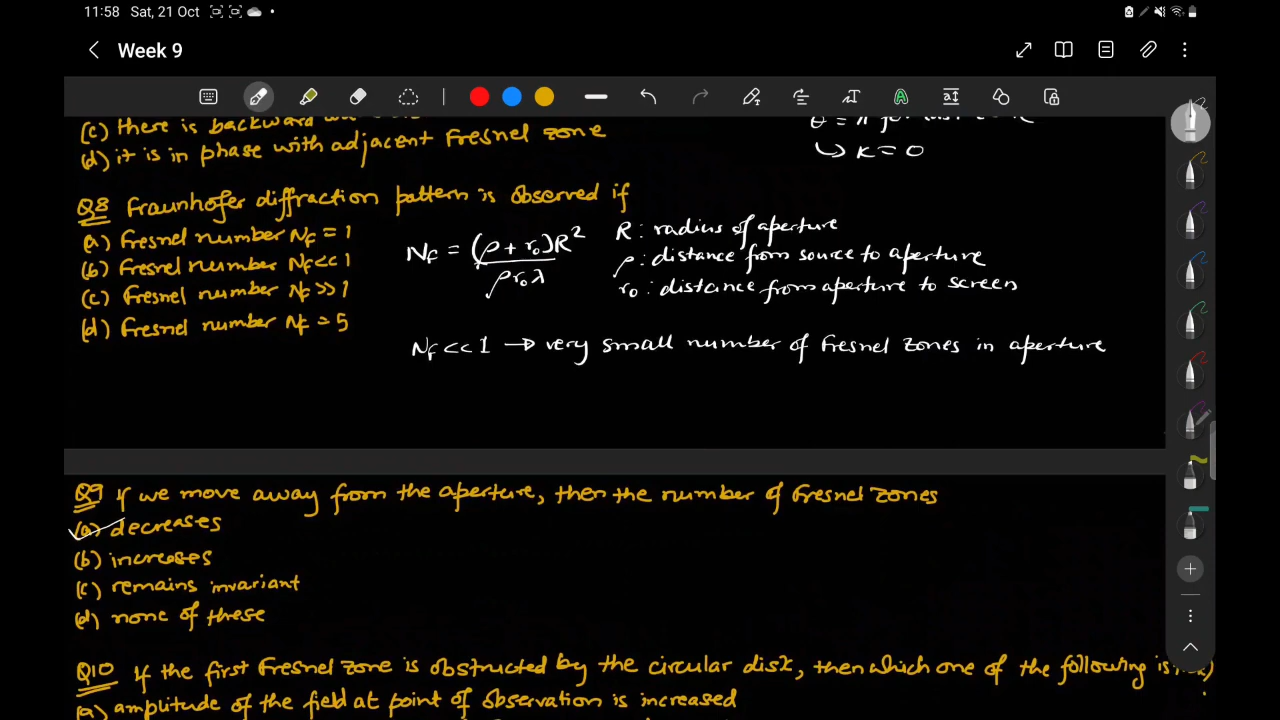 11:58 Sat, 21 Oct
Week 9
(c) there is backward
(d) it is in phase with adjacent Fresnel zone
↳ K = 0
Q8 Fraunhofer diffraction pattern is observed if
(a) Fresnel number NF = 1
(b) Fresnel number NF << 1
(c) Fresnel number NF >> 1
(d) Fresnel number NF = 5
NF = (ρ + r0)R² / ρr0λ
R : radius of aperture
ρ : distance from source to aperture
r0 : distance from aperture to screen
NF << 1 → very small number of Fresnel zones in aperture
Q9 If we move away from the aperture, then the number of Fresnel zones
(a) decreases
(b) increases
(c) remains invariant
(d) none of these
Q10 If the first Fresnel zone is obstructed by the circular disk, then which one of the following is
(a) amplitude of the field at point of observation is increased